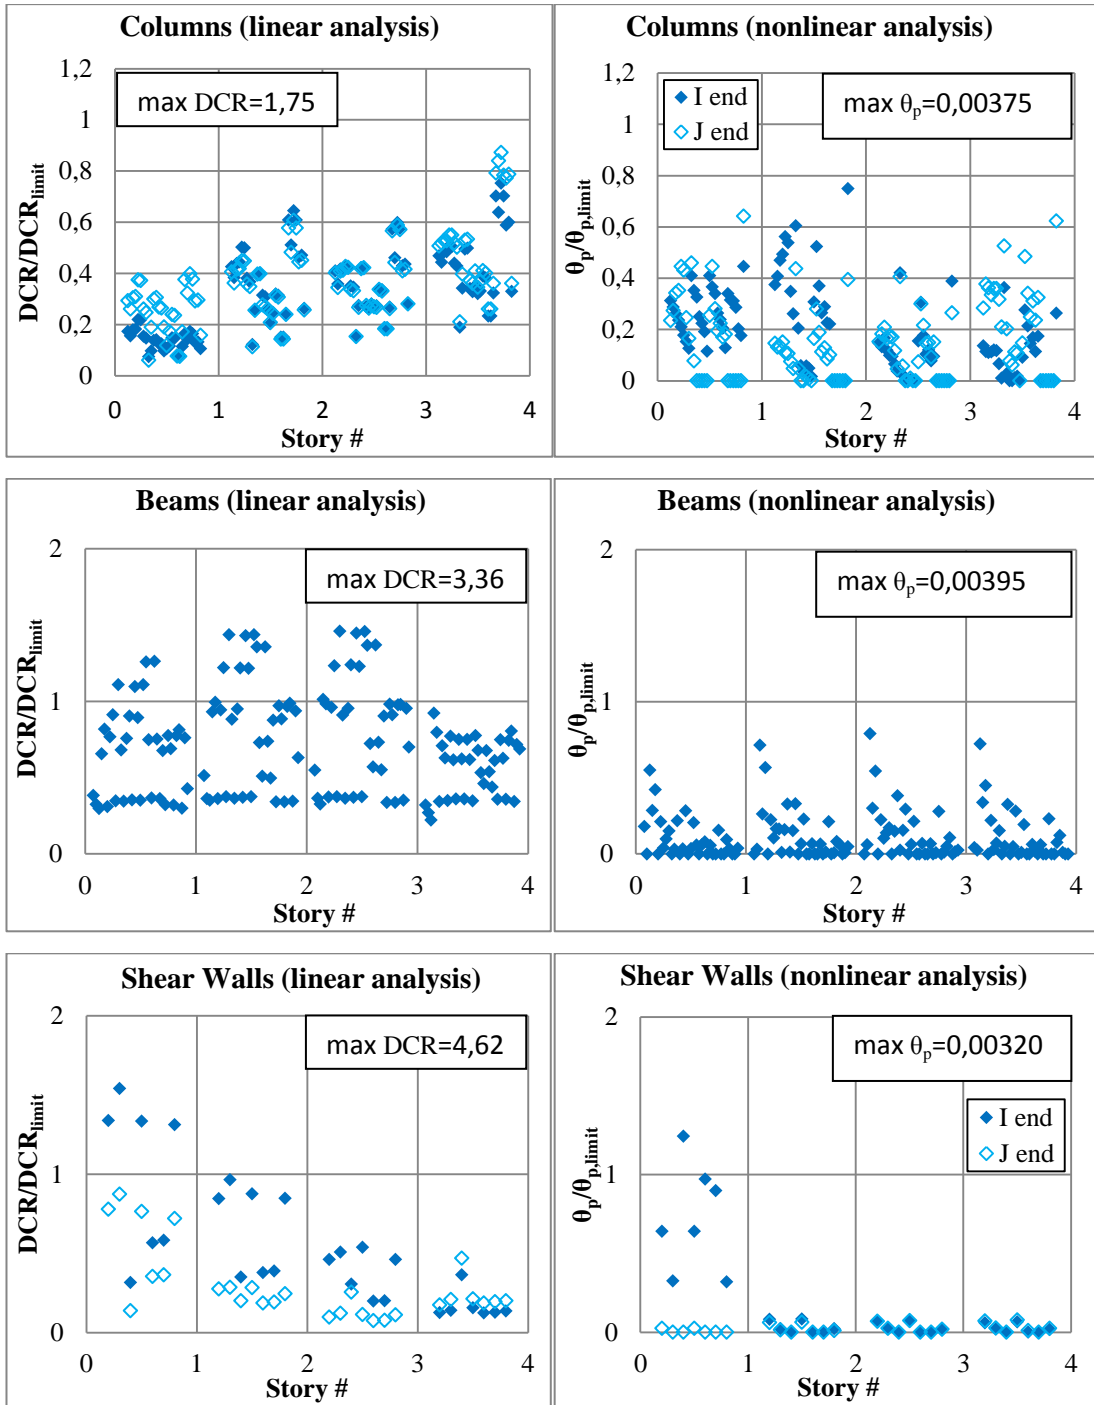 Columns (linear analysis)
max DCR=1,75
DCR/DCRlimit
1,2
1
0,8
0,6
0,4
0,2
0
0 1 2 3 4
Story #
Columns (nonlinear analysis)
I end
J end
max θp=0,00375
θp/θp,limit
1,2
1
0,8
0,6
0,4
0,2
0
0 1 2 3 4
Story #
Beams (linear analysis)
max DCR=3,36
DCR/DCRlimit
2
1
0
0 1 2 3 4
Story #
Beams (nonlinear analysis)
max θp=0,00395
θp/θp,limit
2
1
0
0 1 2 3 4
Story #
Shear Walls (linear analysis)
max DCR=4,62
DCR/DCRlimit
2
1
0
0 1 2 3 4
Story #
Shear Walls (nonlinear analysis)
max θp=0,00320
I end
J end
θp/θp,limit
2
1
0
0 1 2 3 4
Story #